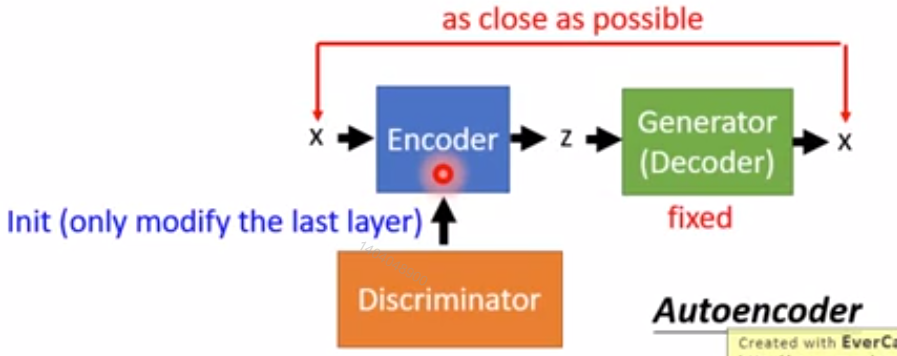 as close as possible
x
Encoder
z
Generator
(Decoder)
x
Init (only modify the last layer)
fixed
Discriminator
Autoencoder
Created with EverCa